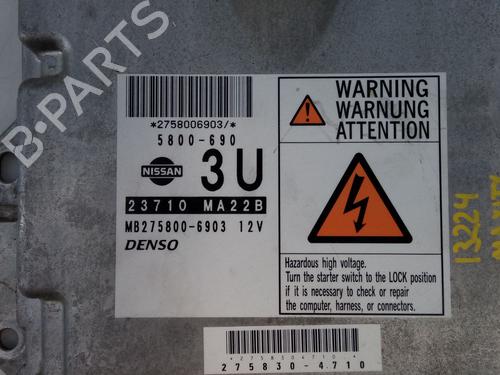 B-PARTS
*2758006903/*
5800-690
NISSAN
3U
23710 MA22B
MB275800-6903 12V
DENSO
WARNING
WARNUNG
ATTENTION
Hazardous high voltage.
Turn the starter switch to the LOCK position
if it is necessary to check or repair
the computer, harness, or connectors.
13224
*2758304710*
275830-4710